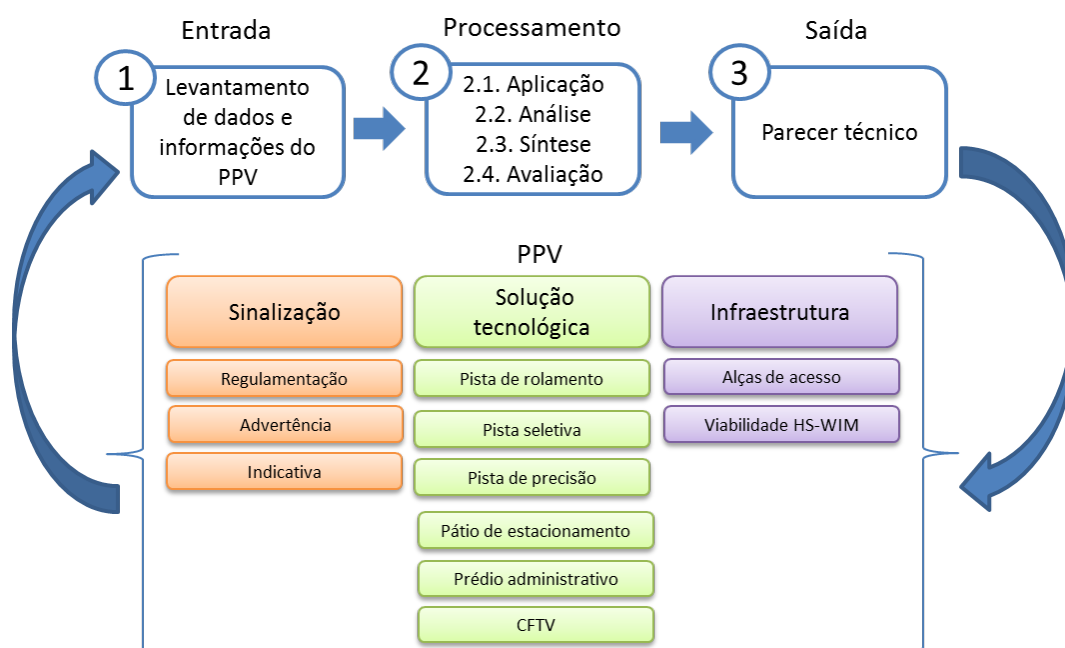 Entrada
Processamento
Saída
1
Levantamento
de dados e
informações do
PPV
2
2.1. Aplicação
2.2. Análise
2.3. Síntese
2.4. Avaliação
3
Parecer técnico
PPV
Sinalização
Regulamentação
Advertência
Indicativa
Solução
tecnológica
Pista de rolamento
Pista seletiva
Pista de precisão
Pátio de estacionamento
Prédio administrativo
CFTV
Infraestrutura
Alças de acesso
Viabilidade HS-WIM